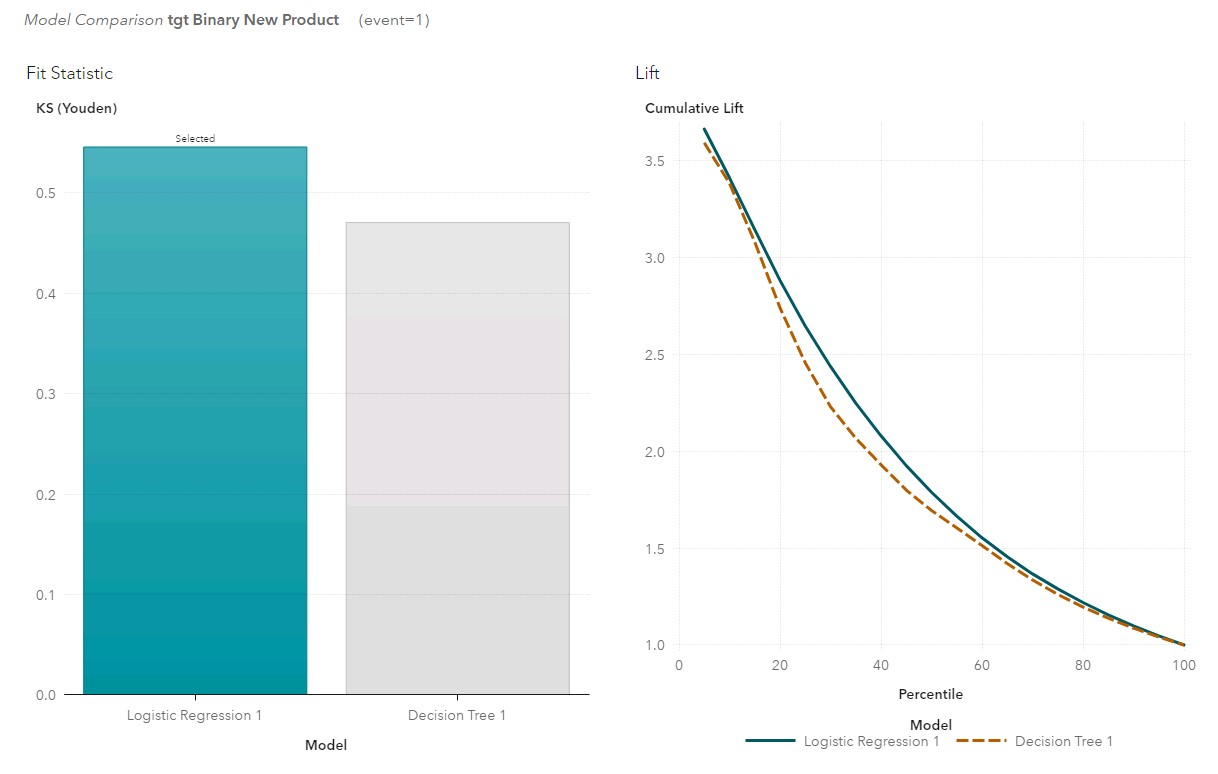 Model Comparison tgt Binary New Product (event=1)
Fit Statistic
KS (Youden)
Selected
0.5
0.4
0.3
0.2
0.1
0.0
Logistic Regression 1 Decision Tree 1
Model
Lift
Cumulative Lift
3.5
3.0
2.5
2.0
1.5
1.0
0 20 40 60 80 100
Percentile
Model
Logistic Regression 1 Decision Tree 1